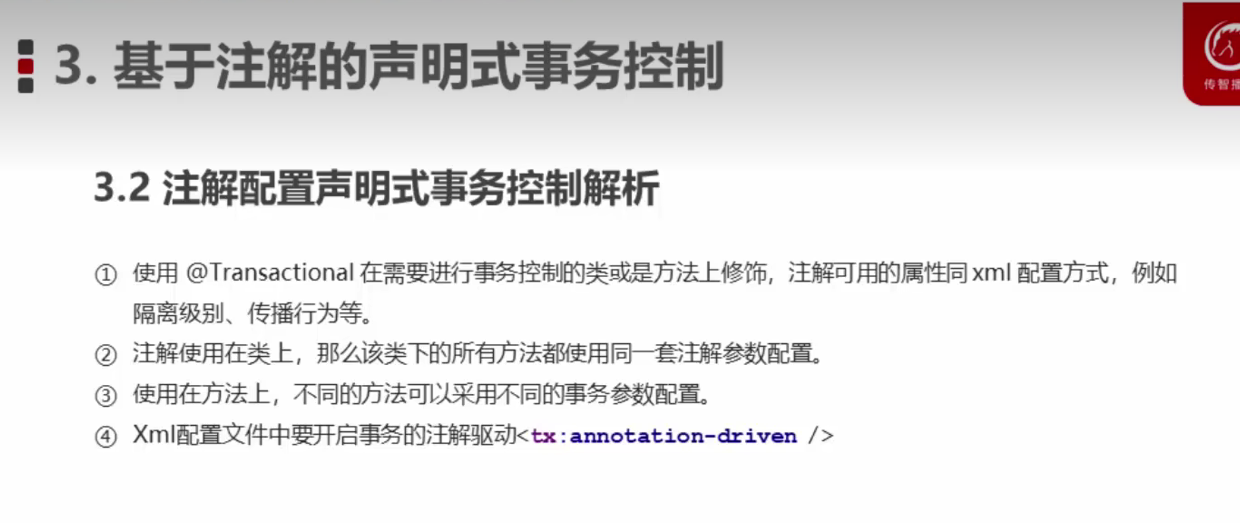 3. 基于注解的声明式事务控制
传智播
3.2 注解配置声明式事务控制解析
① 使用 @Transactional 在需要进行事务控制的类或是方法上修饰，注解可用的属性同 xml 配置方式，例如
隔离级别、传播行为等。
② 注解使用在类上，那么该类下的所有方法都使用同一套注解参数配置。
③ 使用在方法上，不同的方法可以采用不同的事务参数配置。
④ Xml配置文件中要开启事务的注解驱动<tx:annotation-driven />